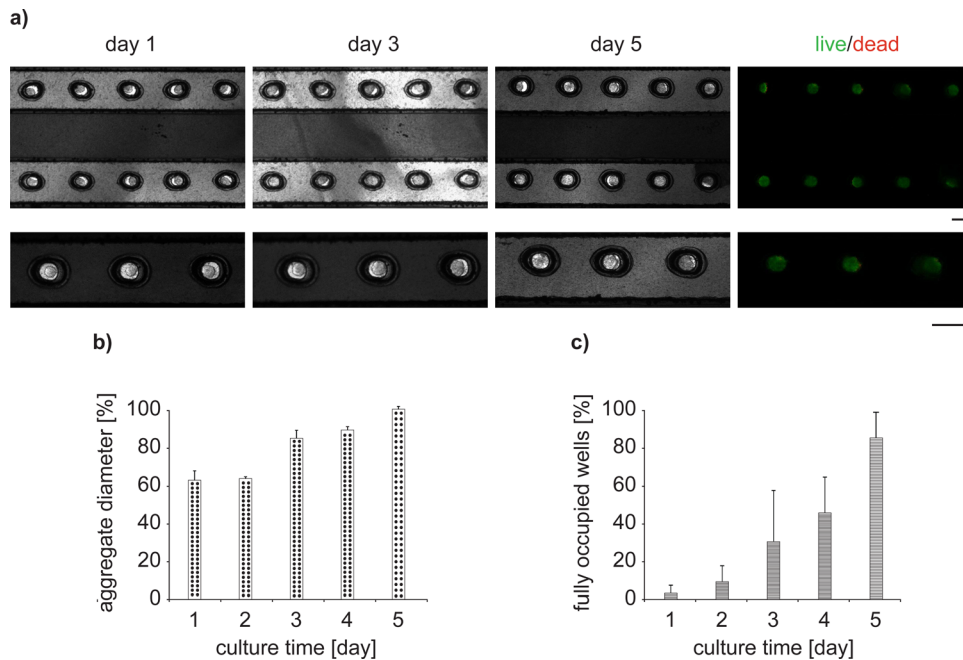 a)
day 1
day 3
day 5
live/dead
b)
aggregate diameter [%]
100
80
60
40
20
0
1 2 3 4 5
culture time [day]
c)
fully occupied wells [%]
100
80
60
40
20
0
1 2 3 4 5
culture time [day]